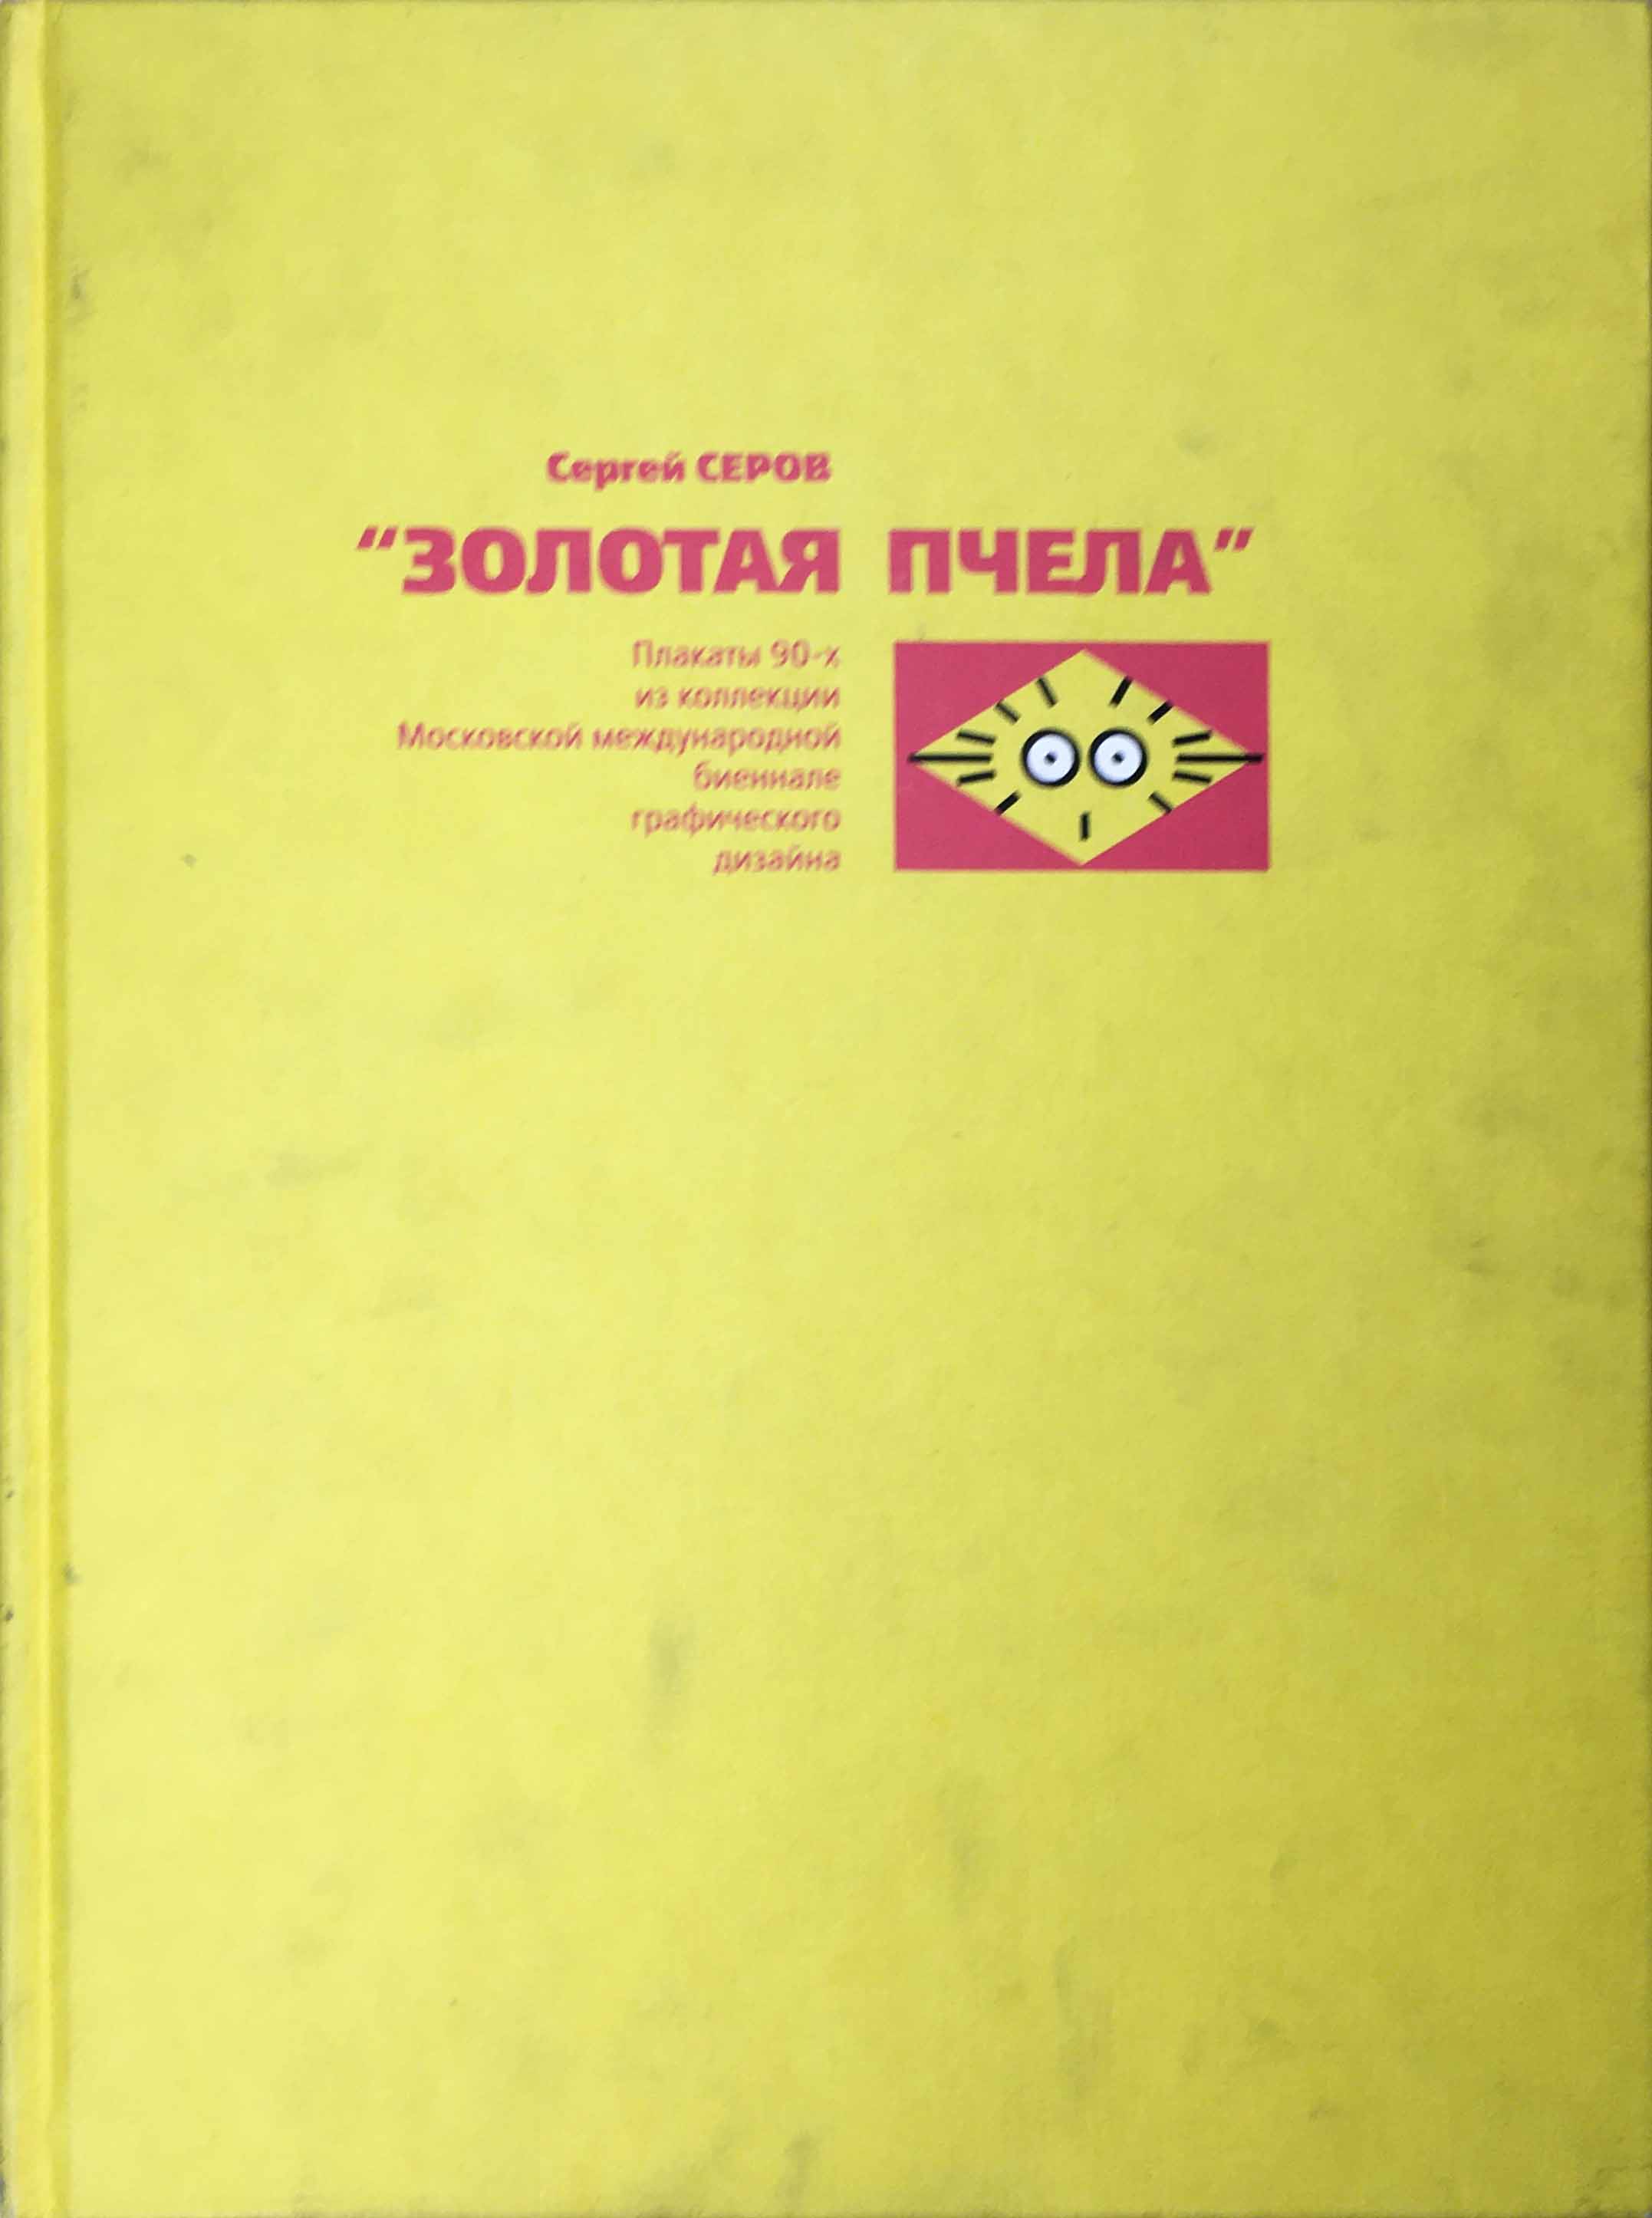 Сергей СЕРОВ
"ЗОЛОТАЯ ПЧЕЛА"
Плакаты 90-х
из коллекции
Московской международной
биеннале
графического
дизайна